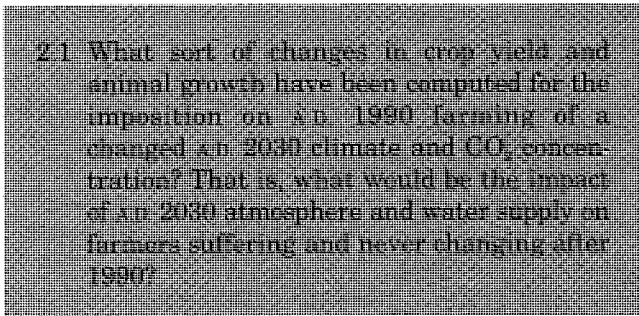 2.1 What sort of changes in crop yield and
animal growth have been computed for the
imposition on A.D. 1990 farming of a
changed A.D. 2030 climate and CO₂ concen-
tration? That is, what would be the impact
of A.D. 2030 atmosphere and water supply on
farmers suffering and never changing after
1990?